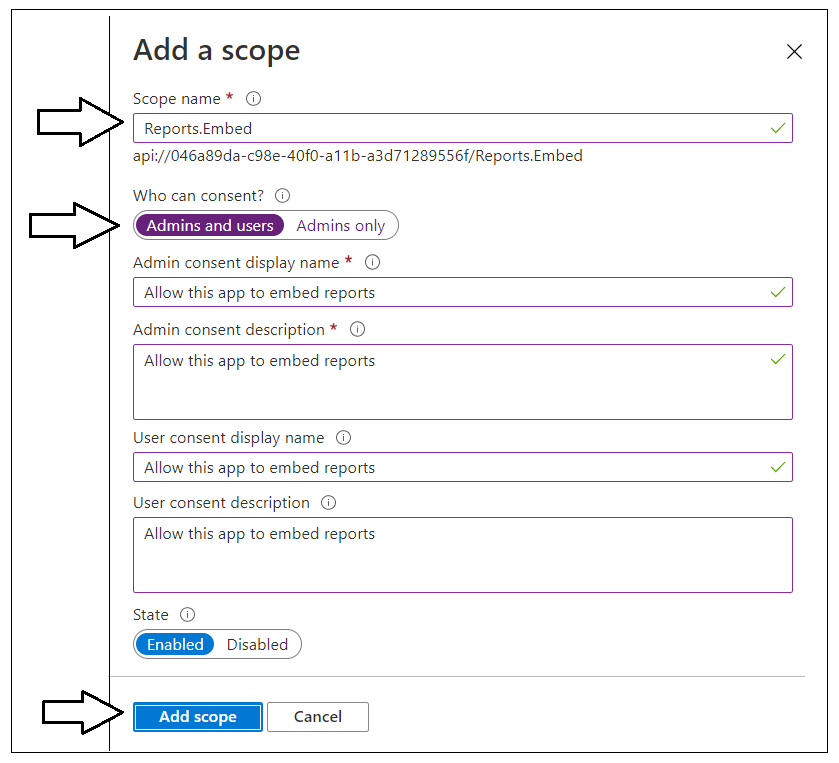 Add a scope
Scope name *
Reports.Embed
api://046a89da-c98e-40f0-a11b-a3d71289556f/Reports.Embed
Who can consent?
Admins and users Admins only
Admin consent display name *
Allow this app to embed reports
Admin consent description *
Allow this app to embed reports
User consent display name
Allow this app to embed reports
User consent description
Allow this app to embed reports
State
Enabled Disabled
Add scope Cancel